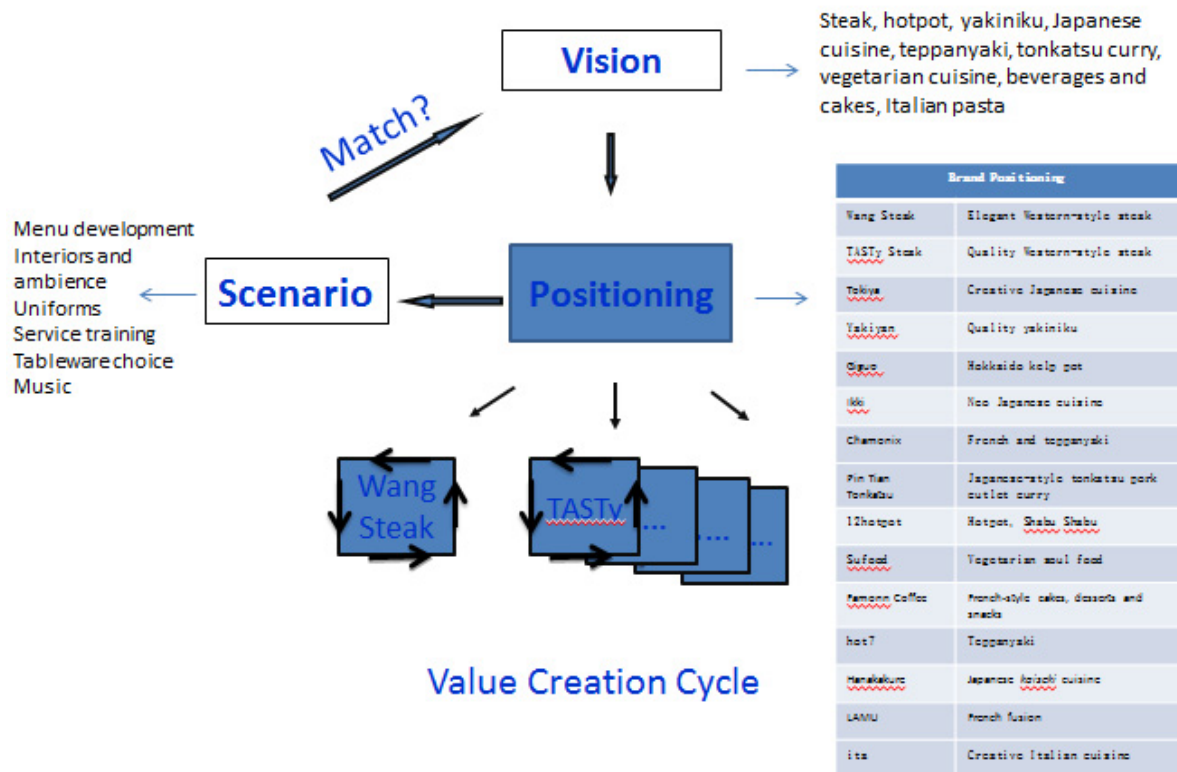 Vision
Steak, hotpot, yakiniku, Japanese
cuisine, teppanyaki, tonkatsu curry,
vegetarian cuisine, beverages and
cakes, Italian pasta
Match?
Menu development
Interiors and
ambience
Uniforms
Service training
Tableware choice
Music
Scenario
Positioning
Wang
Steak
TASTy
...
...
...
Value Creation Cycle
Brand Positioning
Wang Steak Elegant Western-style steak
TASTy Steak Quality Western-style steak
Tokiya Creative Japanese cuisine
Yakiyan Quality yakiniku
Giguo Hokkaido kelp pot
Ikki Neo Japanese cuisine
Chamonix French and teppanyaki
Pin Tian Japanese-style tonkatsu pork
Tonkatsu cutlet curry
12hotpot Hotpot, Shabu Shabu
Sufood Vegetarian soul food
Famonn Coffee French-style cakes, desserts and
snacks
hot7 Teppanyaki
Hanakakure Japanese kaiseki cuisine
LAMU French fusion
ita Creative Italian cuisine